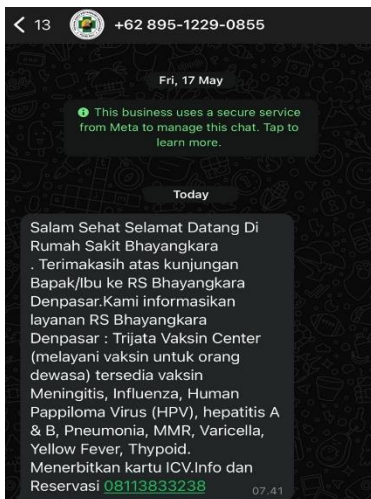 13 +62 895-1229-0855
Fri, 17 May
This business uses a secure service
from Meta to manage this chat. Tap to
learn more.
Today
Salam Sehat Selamat Datang Di
Rumah Sakit Bhayangkara
. Terimakasih atas kunjungan
Bapak/Ibu ke RS Bhayangkara
Denpasar.Kami informasikan
layanan RS Bhayangkara
Denpasar : Trijata Vaksin Center
(melayani vaksin untuk orang
dewasa) tersedia vaksin
Meningitis, Influenza, Human
Pappiloma Virus (HPV), hepatitis A
& B, Pneumonia, MMR, Varicella,
Yellow Fever, Thypoid.
Menerbitkan kartu ICV.Info dan
Reservasi 08113833238
07.41